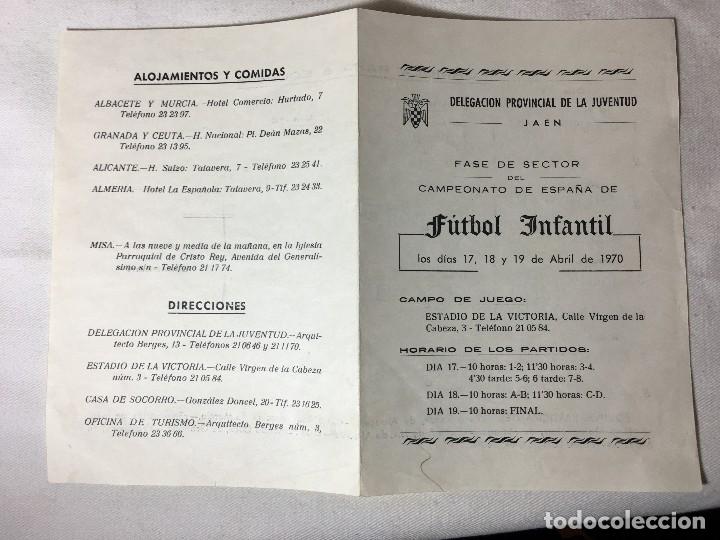 ALOJAMIENTOS Y COMIDAS
ALBACETE Y MURCIA. -Hotel Comercio: Hurtado, 7
Teléfono 23 23 97.
GRANADA Y CEUTA.— H. Nacional: Pl. Deán Mazas, 22
Teléfono 23 13 95.
ALICANTE.— H. Suizo: Talavera, 7 - Teléfono 23 25 41.
ALMERIA. Hotel La Española: Talavera, 9-Tlf. 23 24 33.
MISA.— A las nueve y media de la mañana, en la Iglesia
Parroquial de Cristo Rey, Avenida del Generalí-
simo s/n - Teléfono 21 17 74.
DIRECCIONES
DELEGACION PROVINCIAL DE LA JUVENTUD.—Arqui-
tecto Berges, 13 - Teléfonos 21 06 46 y 21 11 70.
ESTADIO DE LA VICTORIA.—Calle Virgen de la Cabeza
núm. 3 - Teléfono 21 05 84.
CASA DE SOCORRO.—González Doncel, 20-Tlf. 23 16 25.
OFICINA DE TURISMO.—Arquitecto Berges núm. 3,
Telefono 23 36 66.
DELEGACION PROVINCIAL DE LA JUVENTUD
JAEN
FASE DE SECTOR
DEL
CAMPEONATO DE ESPAÑA DE
Fútbol Infantil
los días 17, 18 y 19 de Abril de 1970
CAMPO DE JUEGO:
ESTADIO DE LA VICTORIA, Calle Virgen de la
Cabeza, 3 - Teléfono 21 05 84.
HORARIO DE LOS PARTIDOS:
DIA 17.—10 horas: 1-2; 11'30 horas: 3-4.
4'30 tarde: 5-6; 6 tarde: 7-8.
DIA 18.—10 horas: A-B; 11'30 horas: C-D.
DIA 19.—10 horas: FINAL.
todocoleccion.net